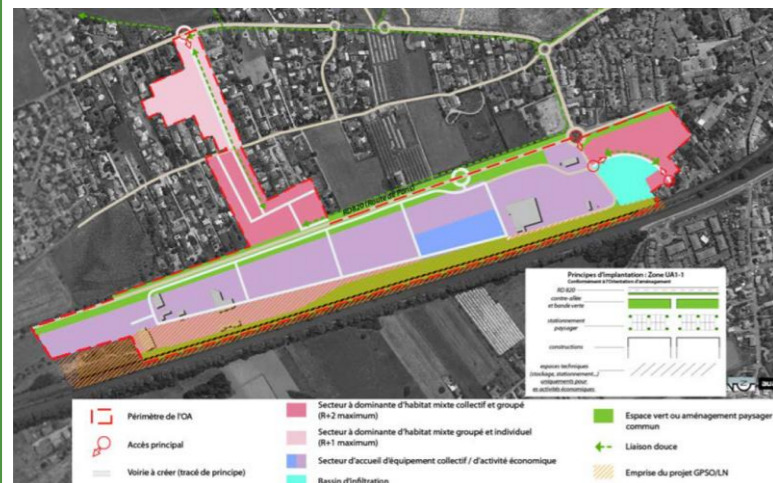 RD820 (Route de Paris)
Principes d'implantation : Zone UA1-1
Conformément à l'Orientation d'aménagement
RD 820
contre-allée
et bande verte
stationnement
paysager
constructions
espaces techniques
(stockage, stationnement...)
uniquement pour
les activités économiques.
Périmètre de l'OA
Accès principal
Voirie à créer (tracé de principe)
Secteur à dominante d'habitat mixte collectif et groupé
(R+2 maximum)
Secteur à dominante d'habitat mixte groupé et individuel
(R+1 maximum)
Secteur d'accueil d'équipement collectif / d'activité économique
Bassin d'infiltration
Espace vert ou aménagement paysager
commun
Liaison douce
Emprise du projet GPSO/LN